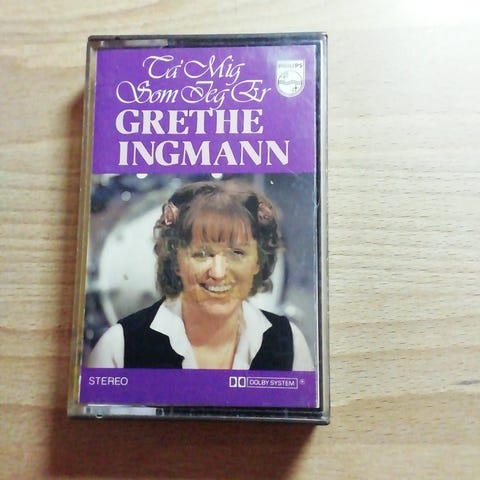 Ta' Mig
Som Jeg Er
GRETHE
INGMANN
PHILIPS
STEREO
DOLBY SYSTEM ®